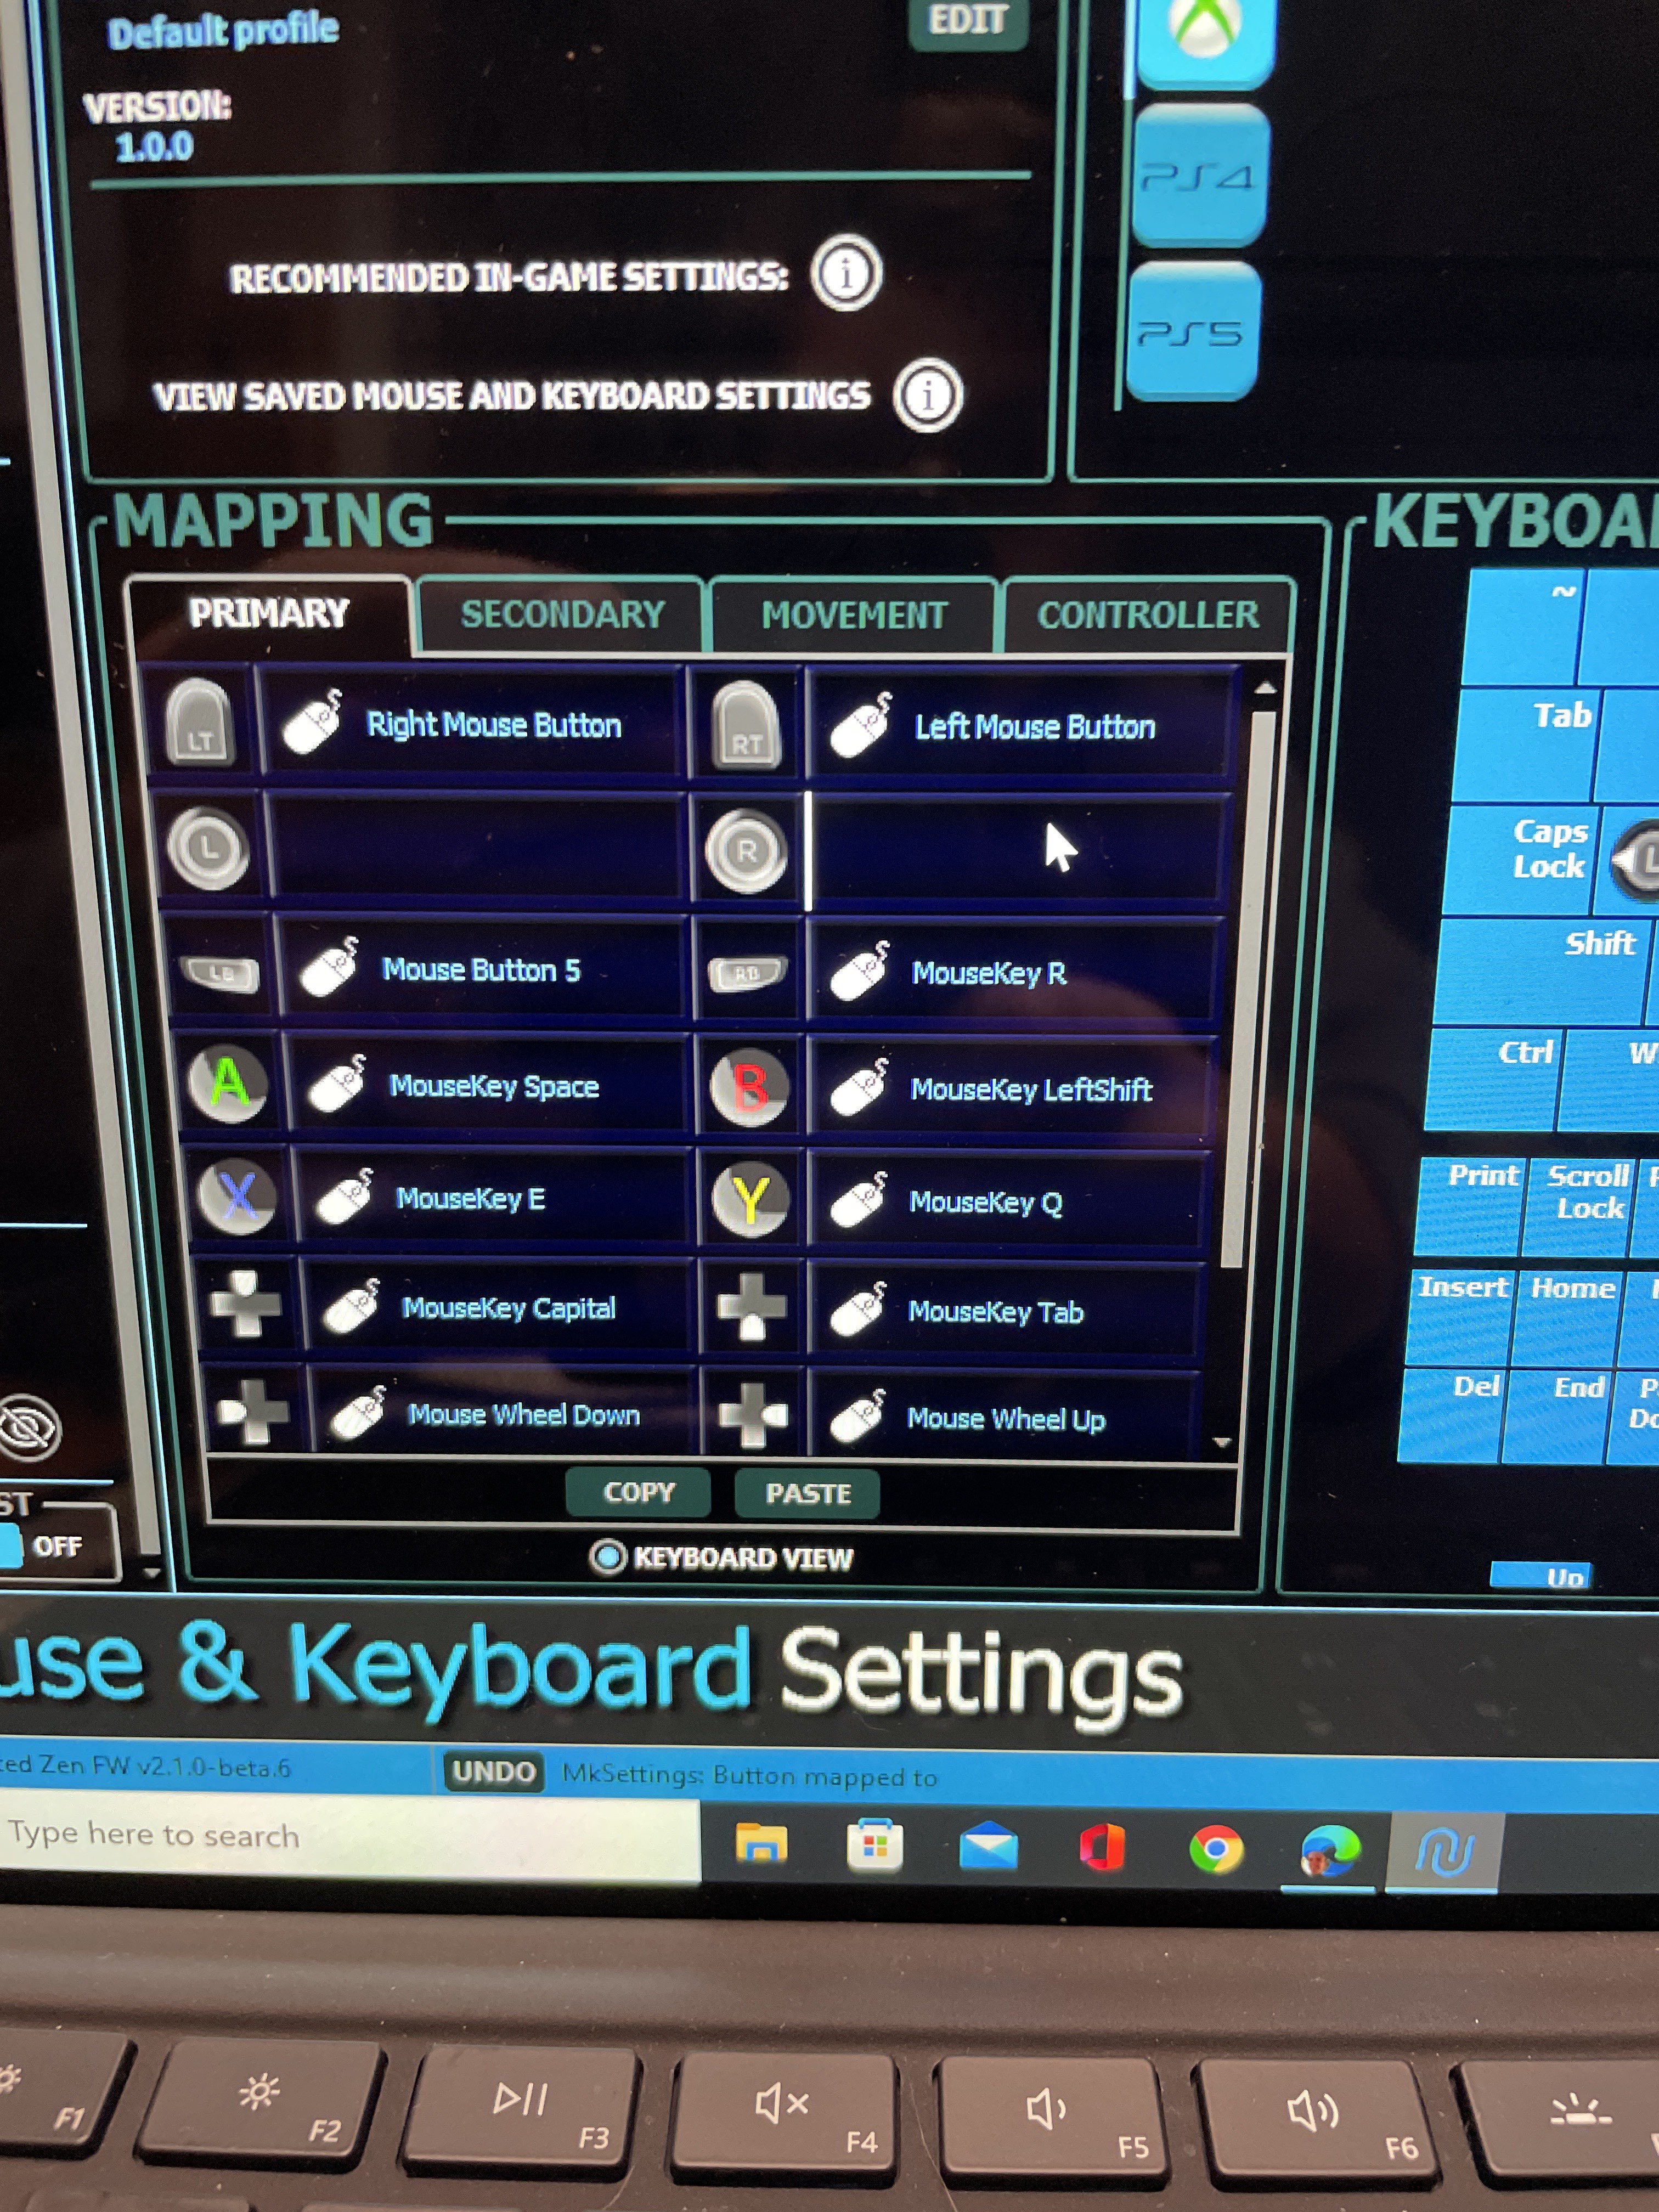 Default profile
EDIT
VERSION:
1.0.0
PS4
RECOMMENDED IN-GAME SETTINGS:
i
PS5
VIEW SAVED MOUSE AND KEYBOARD SETTINGS
i
MAPPING
PRIMARY
SECONDARY
MOVEMENT
CONTROLLER
LT
Right Mouse Button
RT
Left Mouse Button
L
R
LB
Mouse Button 5
RB
MouseKey R
A
MouseKey Space
B
MouseKey LeftShift
X
MouseKey E
Y
MouseKey Q
MouseKey Capital
MouseKey Tab
Mouse Wheel Down
Mouse Wheel Up
COPY
PASTE
KEYBOARD VIEW
OFF
~
Tab
Caps
Lock
Shift
Ctrl
Print
Scroll
Lock
Insert
Home
Del
End
Up
& Keyboard Settings
Zen FW v2.1.0-beta.6
UNDO
MkSettings: Button mapped to
Type here to search
F1
F2
F3
F4
F5
F6